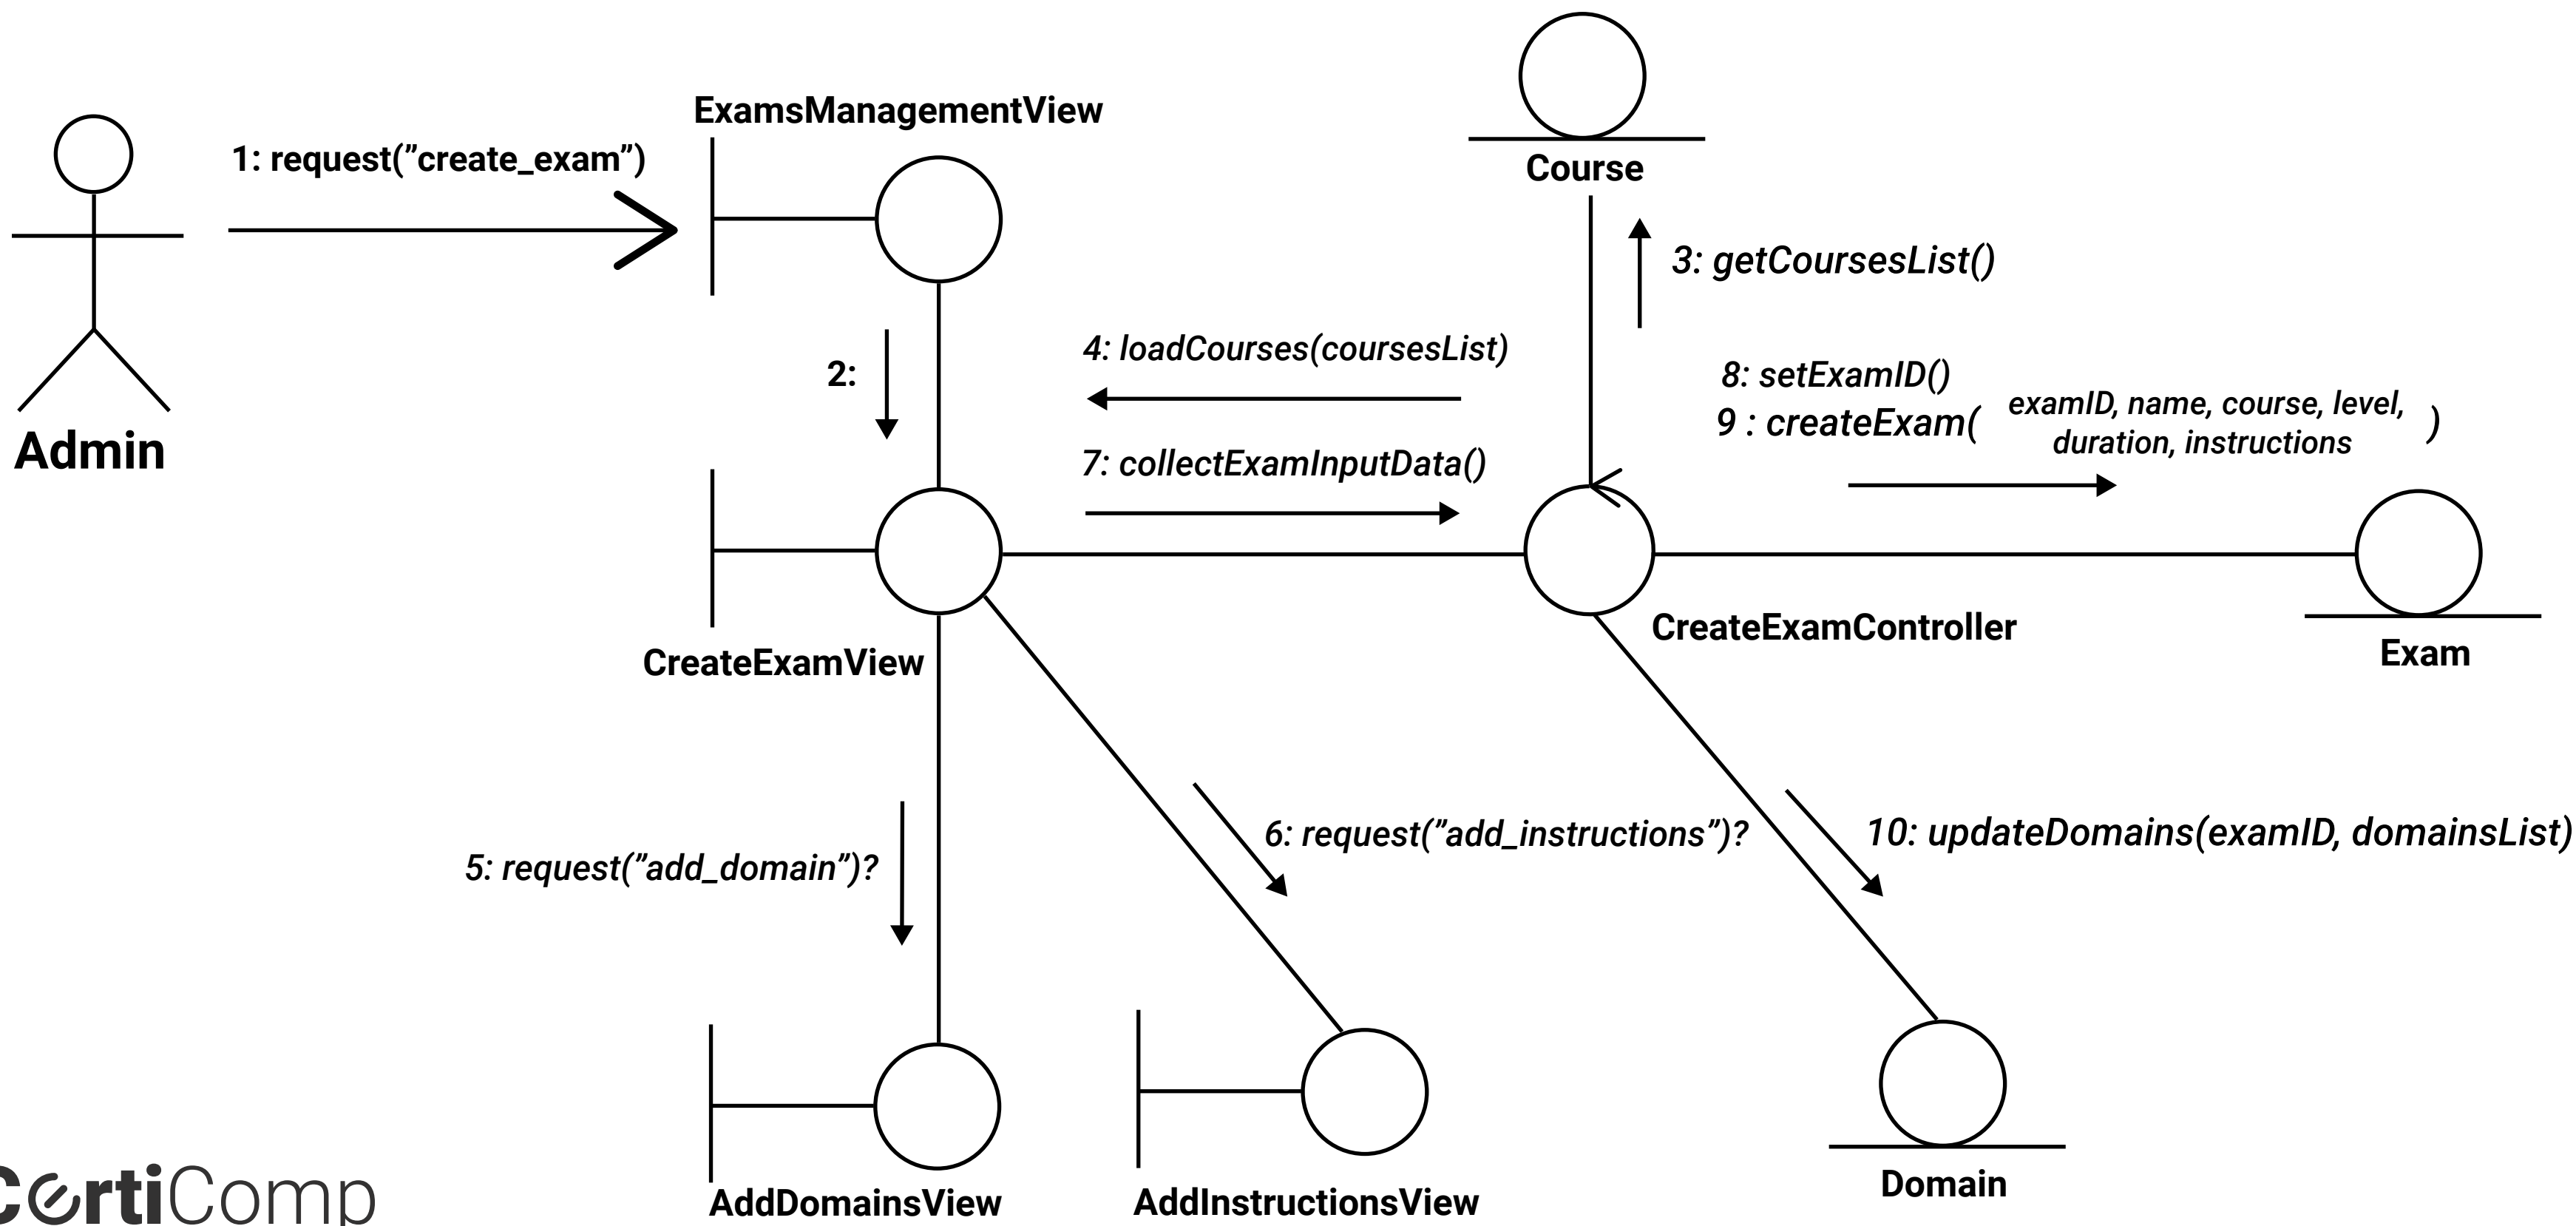 ExamsManagementView
1: request(”create_exam”)
Course
3: getCoursesList()
2:
4: loadCourses(coursesList)
8: setExamID()
9 : createExam( examID, name, course, level,
duration, instructions )
Admin
7: collectExamInputData()
CreateExamView
CreateExamController
Exam
5: request(”add_domain”)?
6: request(”add_instructions”)?
10: updateDomains(examID, domainsList)
AddDomainsView
AddInstructionsView
Domain
CertiComp